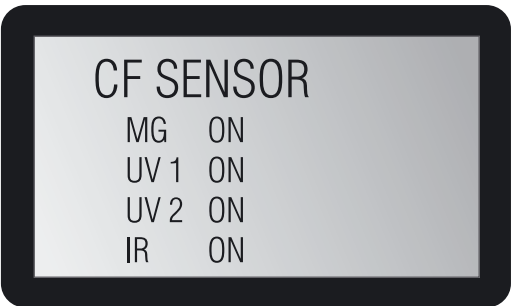 CF SENSOR
MG ON
UV 1 ON
UV 2 ON
IR ON